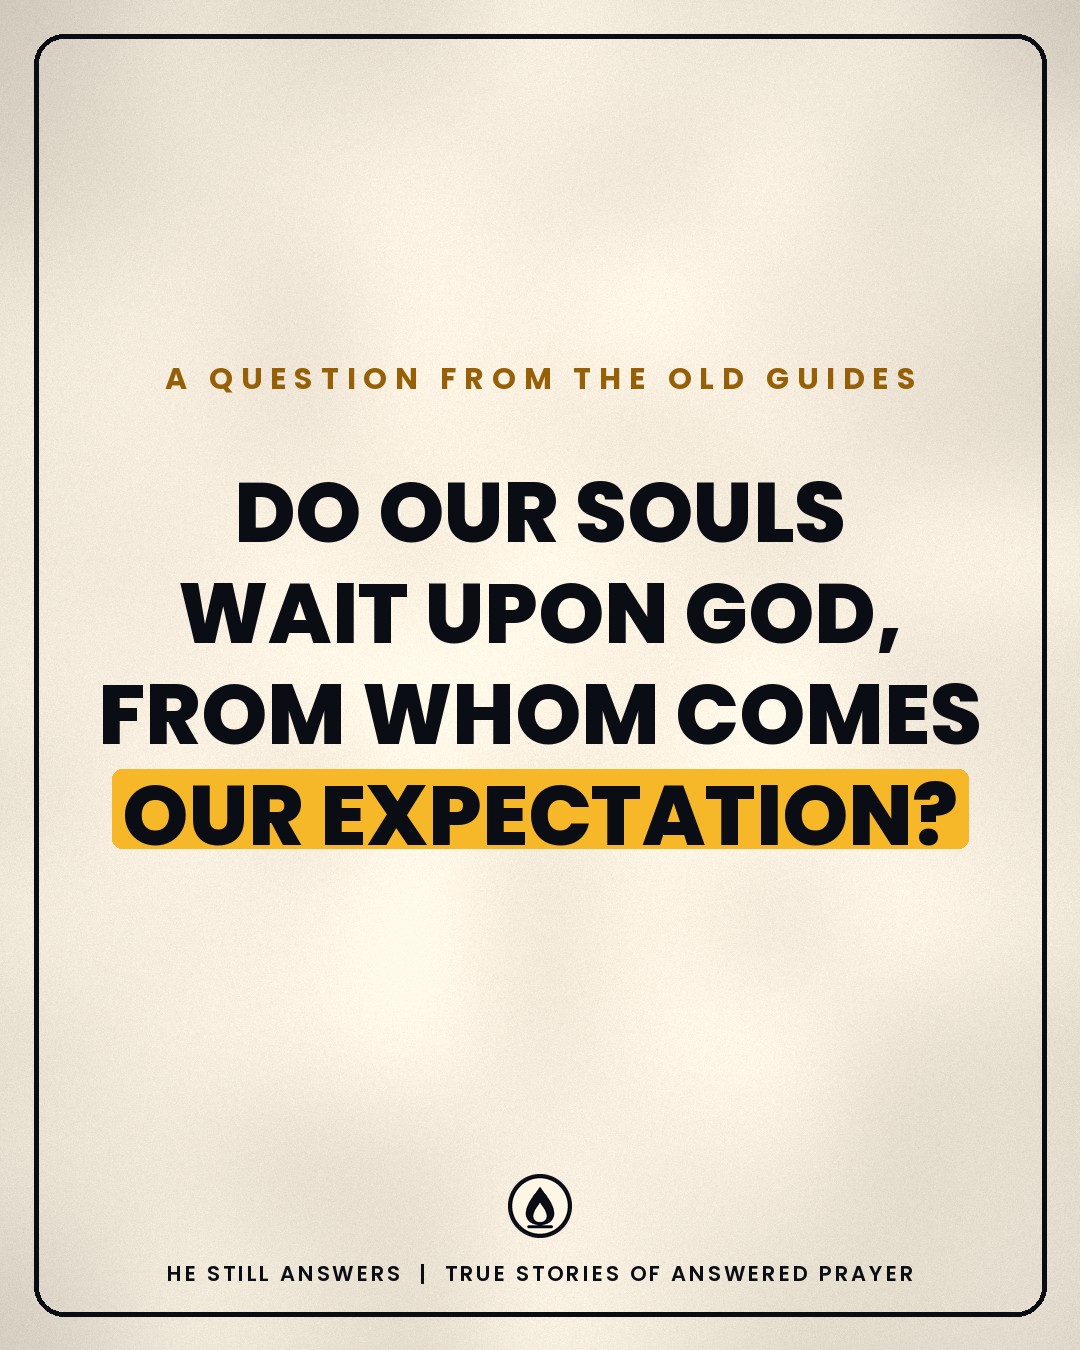 A QUESTION FROM THE OLD GUIDES
DO OUR SOULS
WAIT UPON GOD,
FROM WHOM COMES
OUR EXPECTATION?
HE STILL ANSWERS | TRUE STORIES OF ANSWERED PRAYER